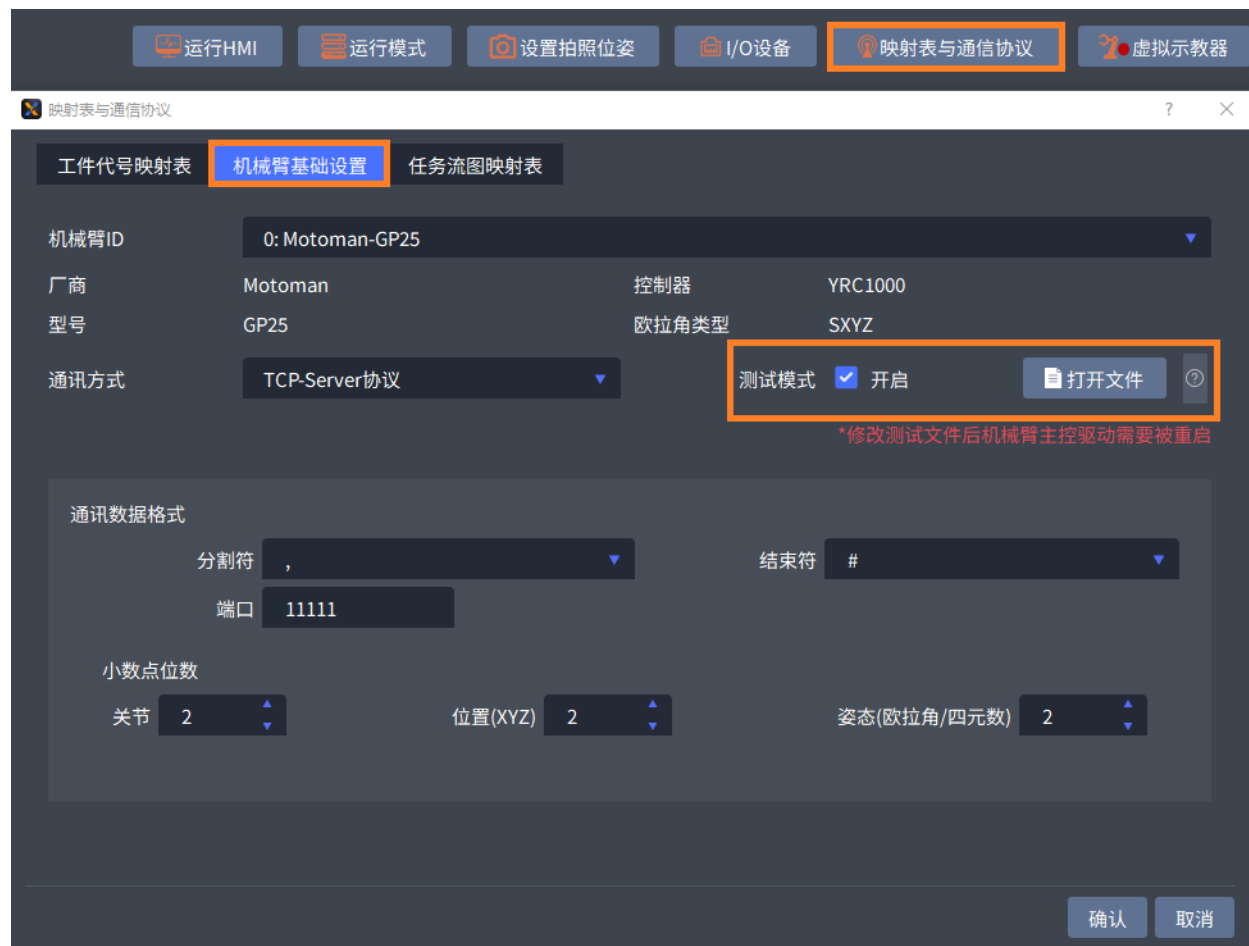 运行HMI 运行模式 设置拍照位姿 I/O设备 映射表与通信协议 虚拟示教器
映射表与通信协议 ? ×
工件代号映射表 机械臂基础设置 任务流图映射表
机械臂ID 0: Motoman-GP25
厂商 Motoman 控制器 YRC1000
型号 GP25 欧拉角类型 SXYZ
通讯方式 TCP-Server协议 测试模式 开启 打开文件 ?
*修改测试文件后机械臂主控驱动需要被重启
通讯数据格式
分割符 , 结束符 #
端口 11111
小数点位数
关节 2 位置(XYZ) 2 姿态(欧拉角/四元数) 2
确认 取消